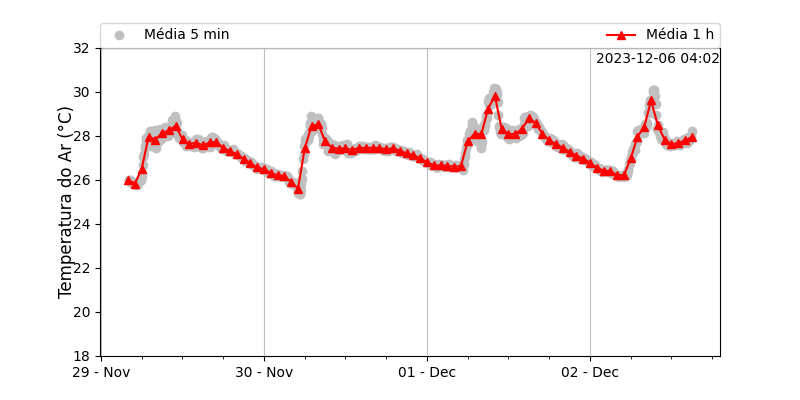 Média 5 min
Média 1 h
2023-12-06 04:02
Temperatura do Ar (°C)
32
30
28
26
24
22
20
18
29 - Nov
30 - Nov
01 - Dec
02 - Dec